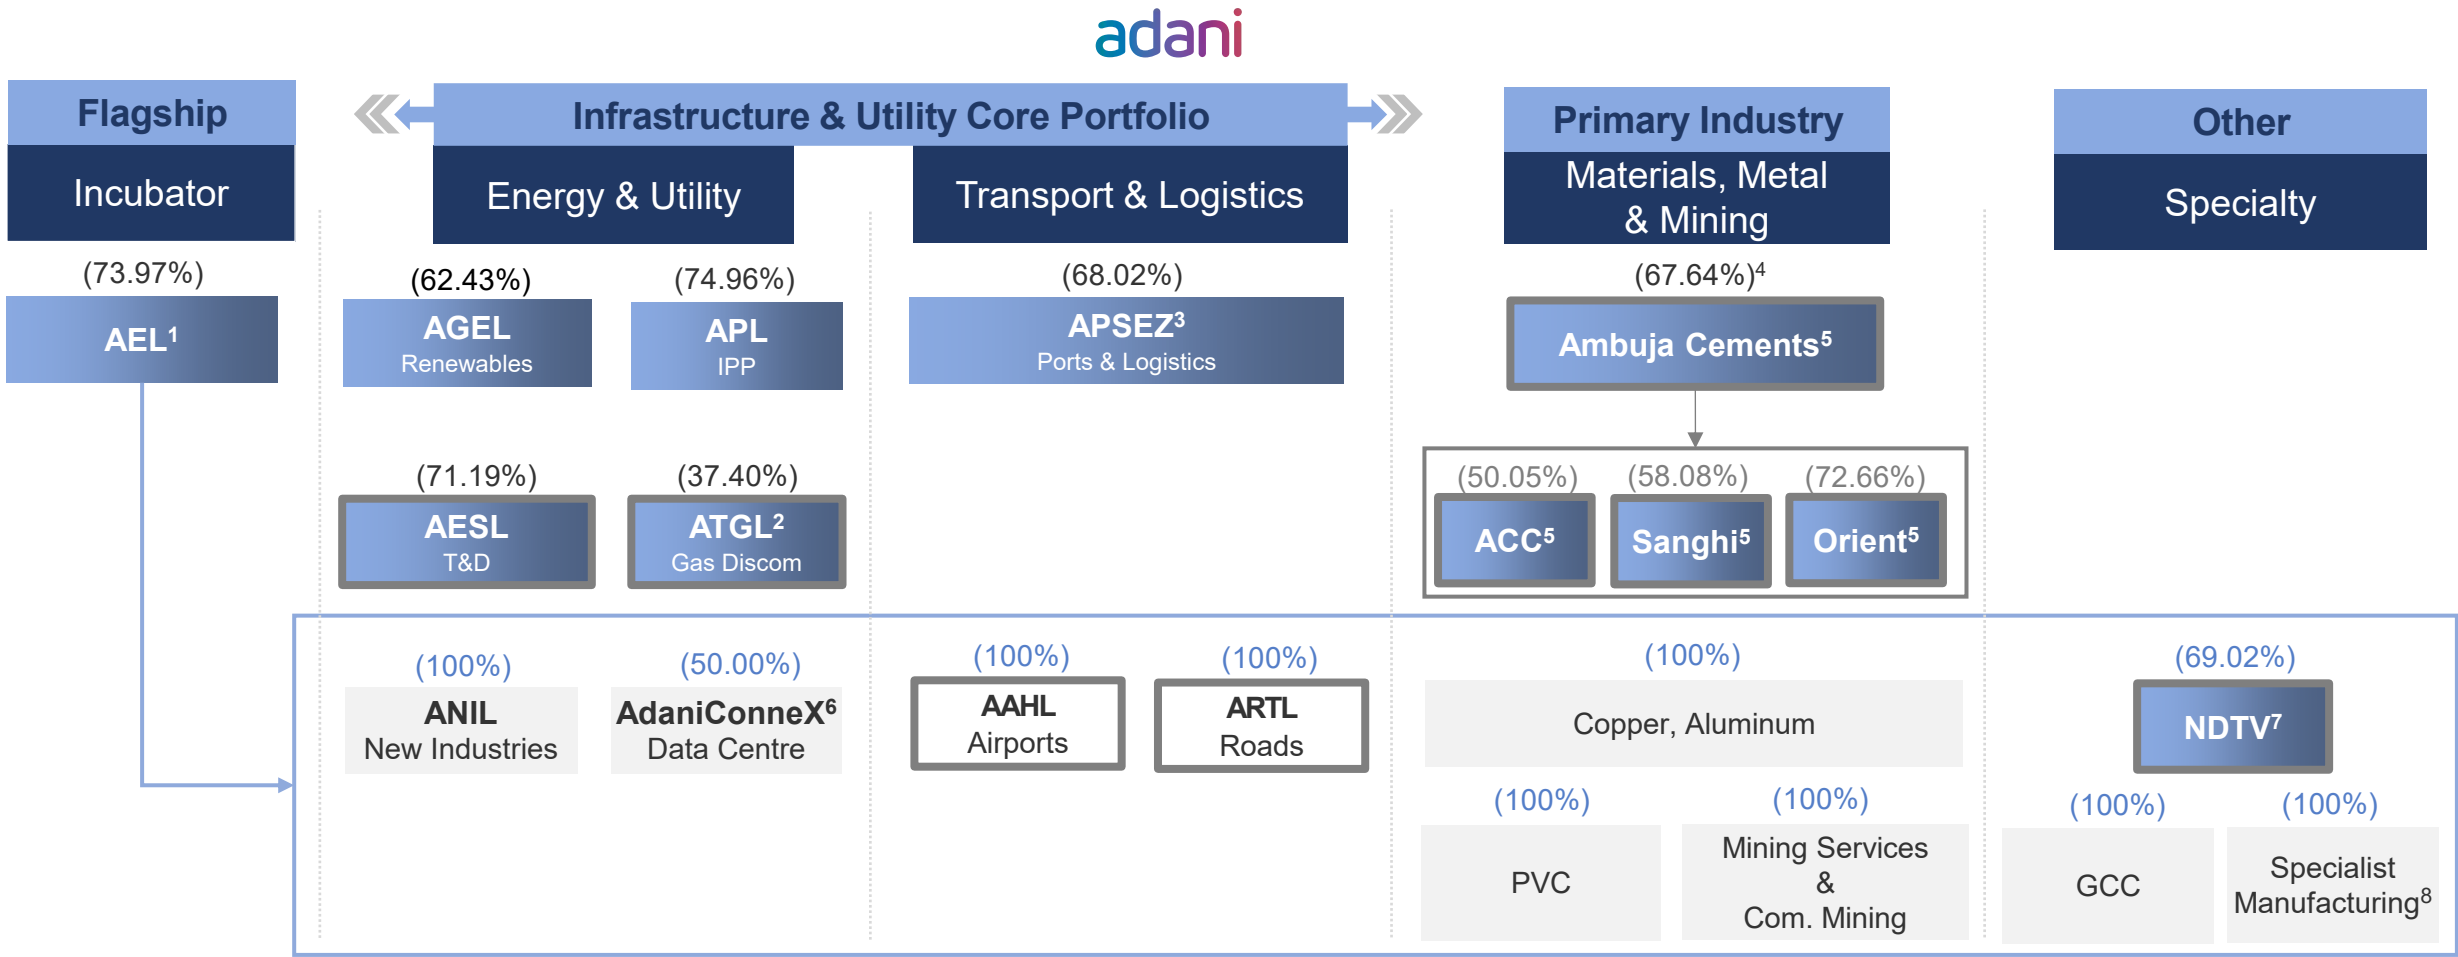 adani
Flagship
Infrastructure & Utility Core Portfolio
Primary Industry
Other
Incubator
Energy & Utility
Transport & Logistics
Materials, Metal
& Mining
Specialty
(73.97%)
AEL¹
(62.43%)
AGEL
Renewables
(74.96%)
APL
IPP
(68.02%)
APSEZ³
Ports & Logistics
(67.64%)⁴
Ambuja Cements⁵
(71.19%)
AESL
T&D
(37.40%)
ATGL²
Gas Discom
(50.05%)
ACC⁵
(58.08%)
Sanghi⁵
(72.66%)
Orient⁵
(100%)
ANIL
New Industries
(50.00%)
AdaniConneX⁶
Data Centre
(100%)
AAHL
Airports
(100%)
ARTL
Roads
(100%)
Copper, Aluminum
(69.02%)
NDTV⁷
(100%)
PVC
(100%)
Mining Services
&
Com. Mining
(100%)
GCC
(100%)
Specialist
Manufacturing⁸